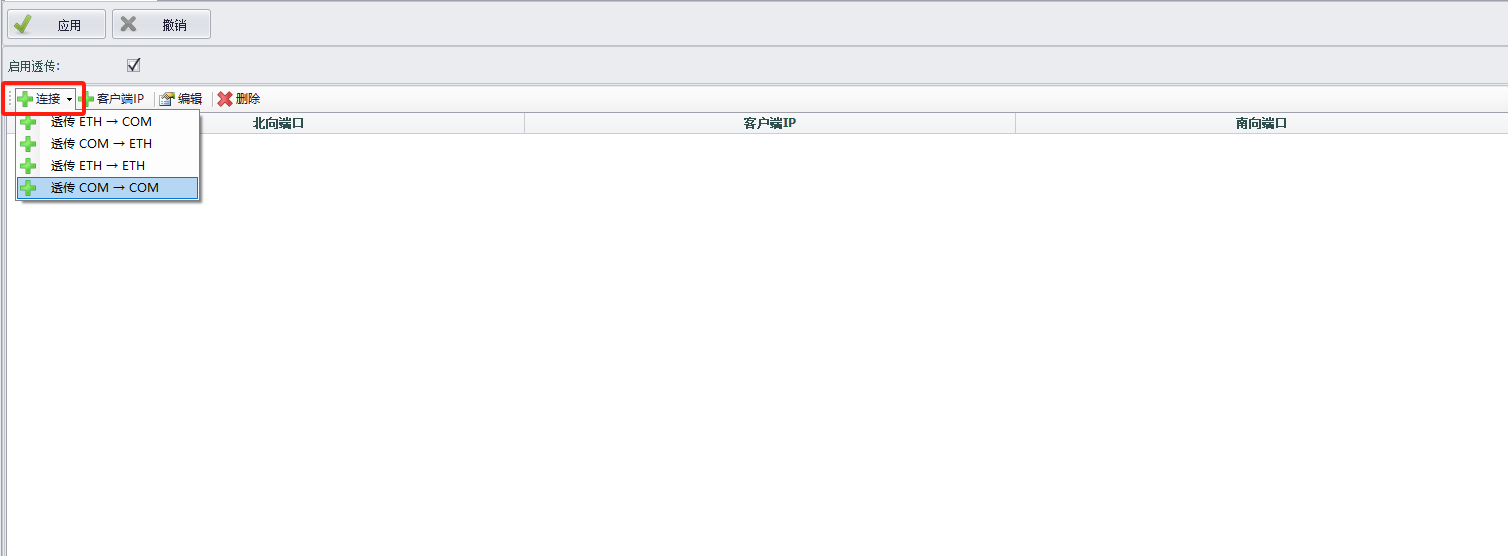 应用 撤销
启用透传:
连接 客户端IP 编辑 删除
北向端口 客户端IP 南向端口
透传 ETH → COM
透传 COM → ETH
透传 ETH → ETH
透传 COM → COM